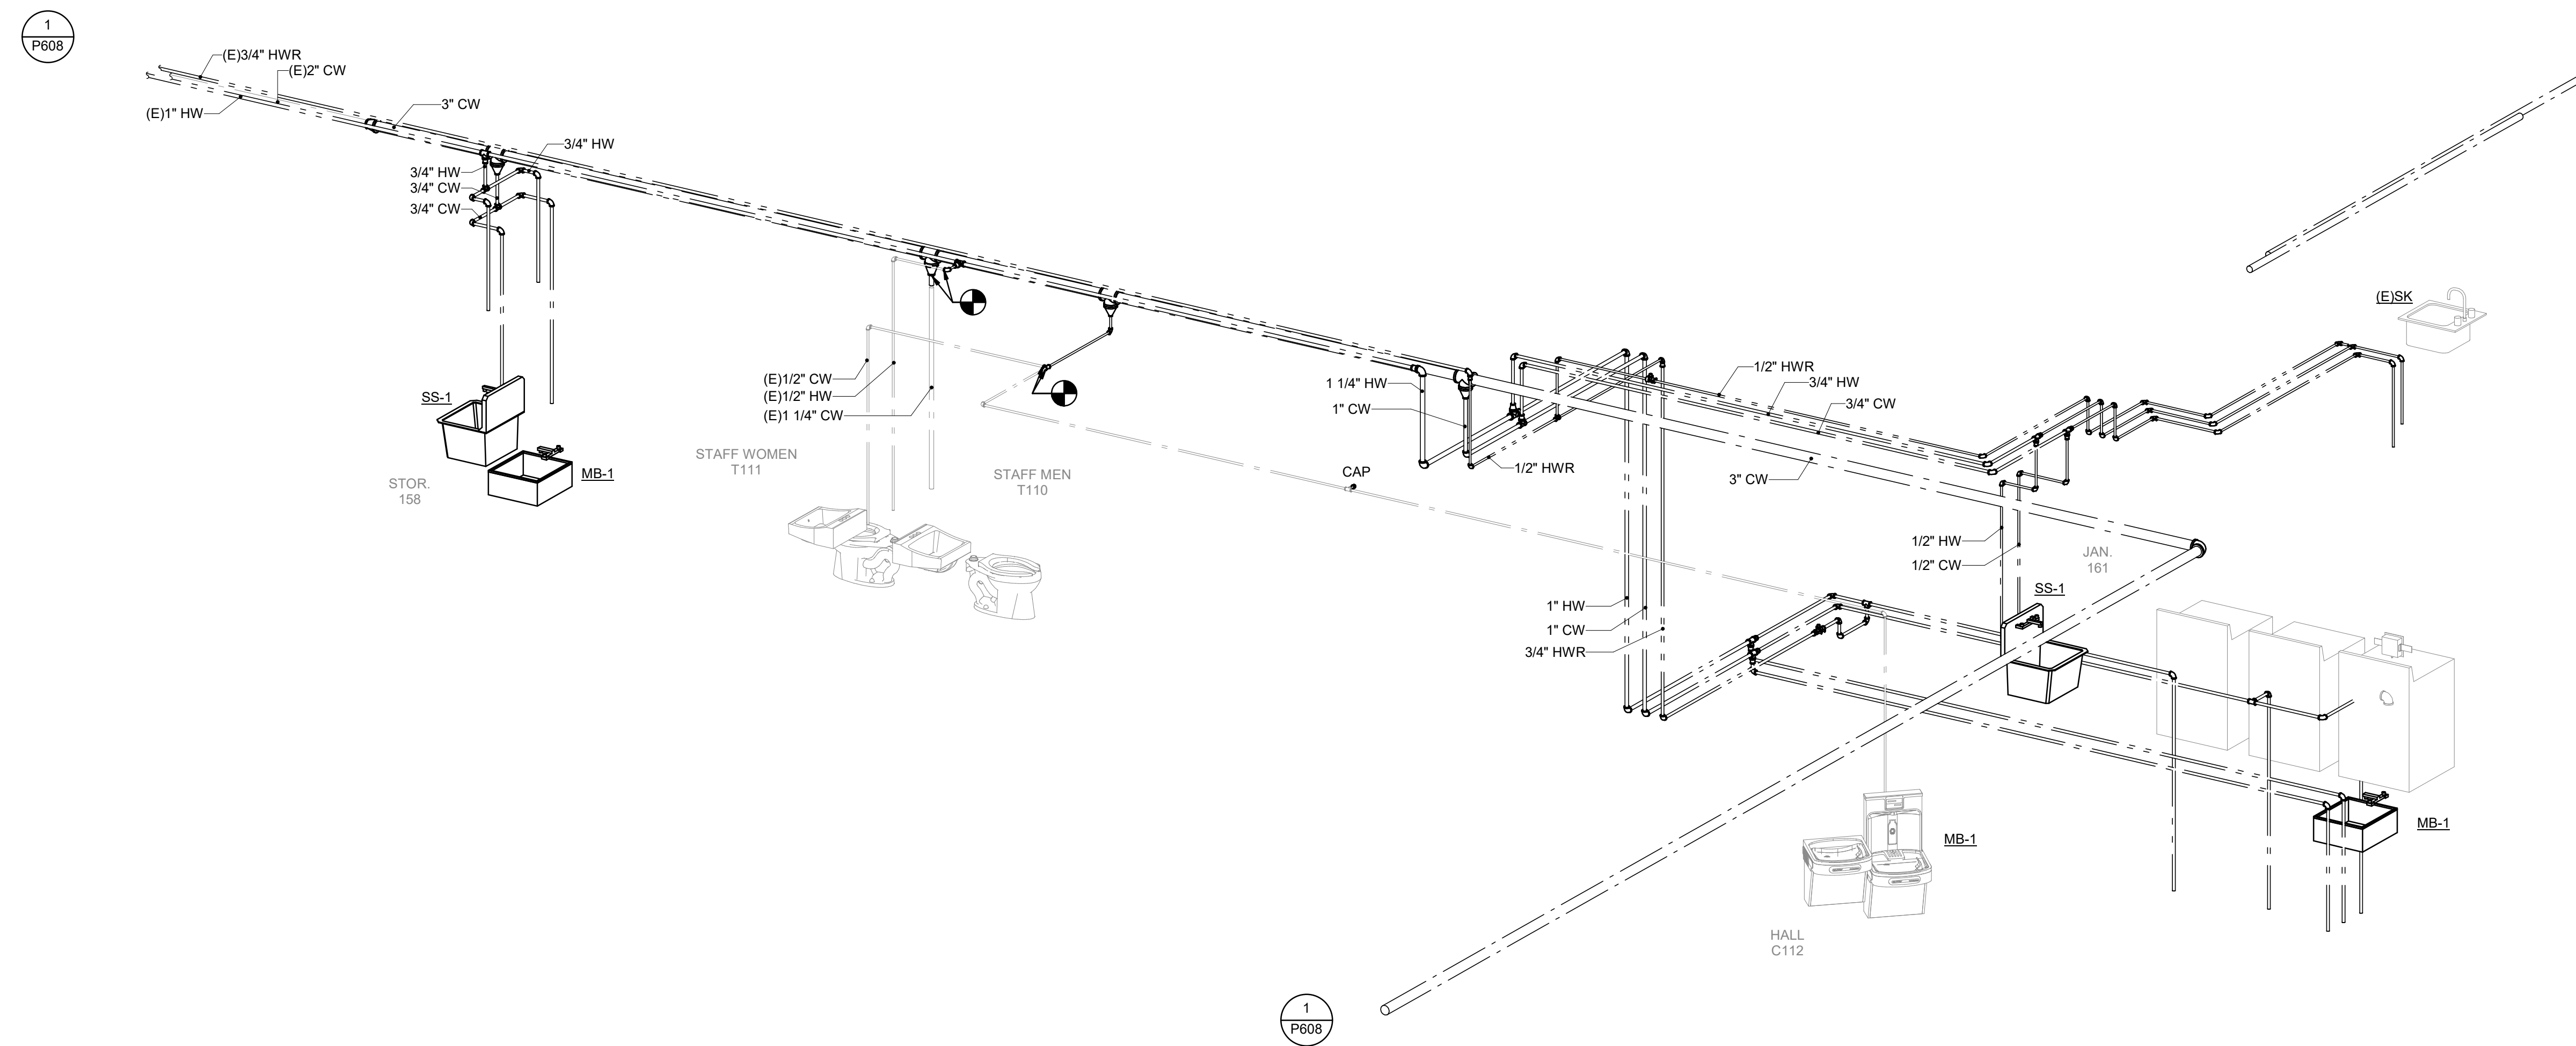 1
P608
(E)3/4" HWR
(E)2" CW
(E)1" HW
3" CW
3/4" HW
3/4" HW
3/4" CW
3/4" CW
SS-1
MB-1
STOR.
158
(E)1/2" CW
(E)1/2" HW
(E)1 1/4" CW
STAFF WOMEN
T111
STAFF MEN
T110
CAP
1 1/4" HW
1" CW
1/2" HWR
1/2" HWR
3/4" HW
3/4" CW
3" CW
(E)SK
1/2" HW
1/2" CW
JAN.
161
SS-1
1" HW
1" CW
3/4" HWR
MB-1
MB-1
HALL
C112
1
P608